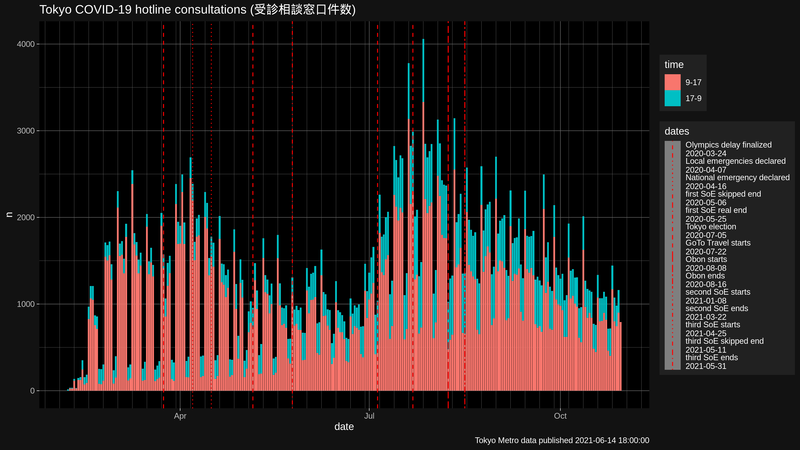 Tokyo COVID-19 hotline consultations (受診相談窓口件数)
4000
3000
2000
1000
0
n
Apr
Jul
Oct
date
time
9-17
17-9
dates
Olympics delay finalized
2020-03-24
Local emergencies declared
2020-04-07
National emergency declared
2020-04-16
first SoE skipped end
2020-05-06
first SoE real end
2020-05-25
Tokyo election
2020-07-05
GoTo Travel starts
2020-07-22
Obon starts
2020-08-08
Obon ends
2020-08-16
second SoE starts
2021-01-08
second SoE ends
2021-03-22
third SoE starts
2021-04-25
third SoE skipped end
2021-05-11
third SoE ends
2021-05-31
Tokyo Metro data published 2021-06-14 18:00:00